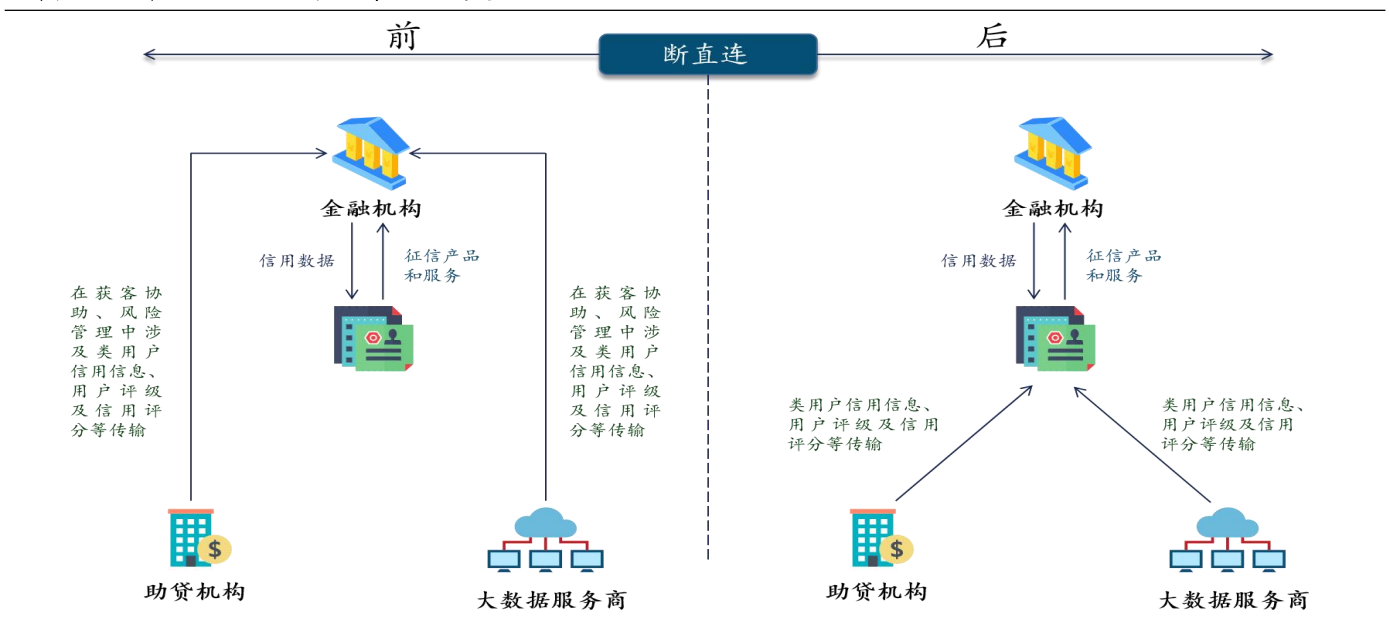 前
断直连
后
金融机构
信用数据
征信产品
和服务
在获客协
助、风险
管理中涉
及类用户
信用信息、
用户评级
及信用评
分等传输
在获客协
助、风险
管理中涉
及类用户
信用信息、
用户评级
及信用评
分等传输
助贷机构
大数据服务商
金融机构
信用数据
征信产品
和服务
类用户信用信息、
用户评级及信用
评分等传输
类用户信用信息、
用户评级及信用
评分等传输
助贷机构
大数据服务商